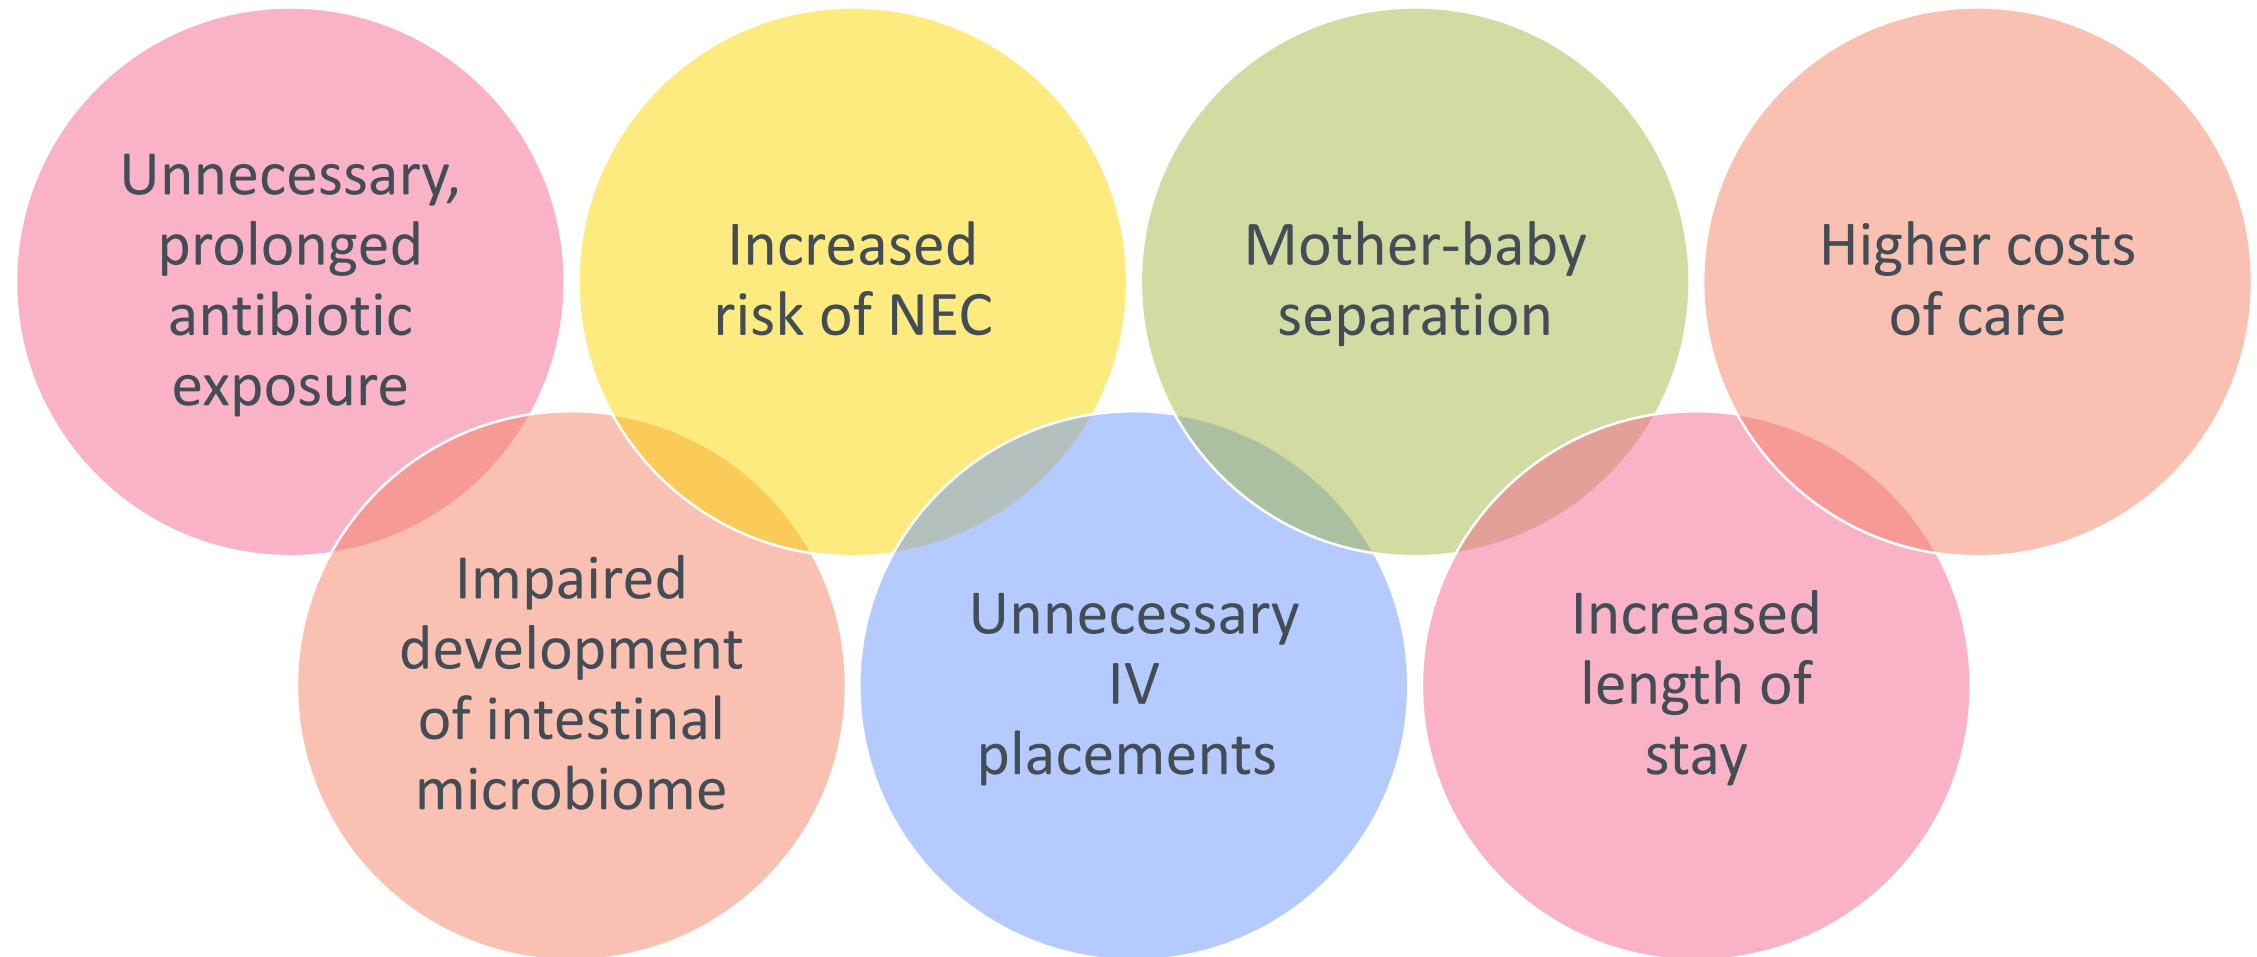 Unnecessary,
prolonged
antibiotic
exposure
Impaired
development
of intestinal
microbiome
Increased
risk of NEC
Unnecessary
IV
placements
Mother-baby
separation
Increased
length of
stay
Higher costs
of care